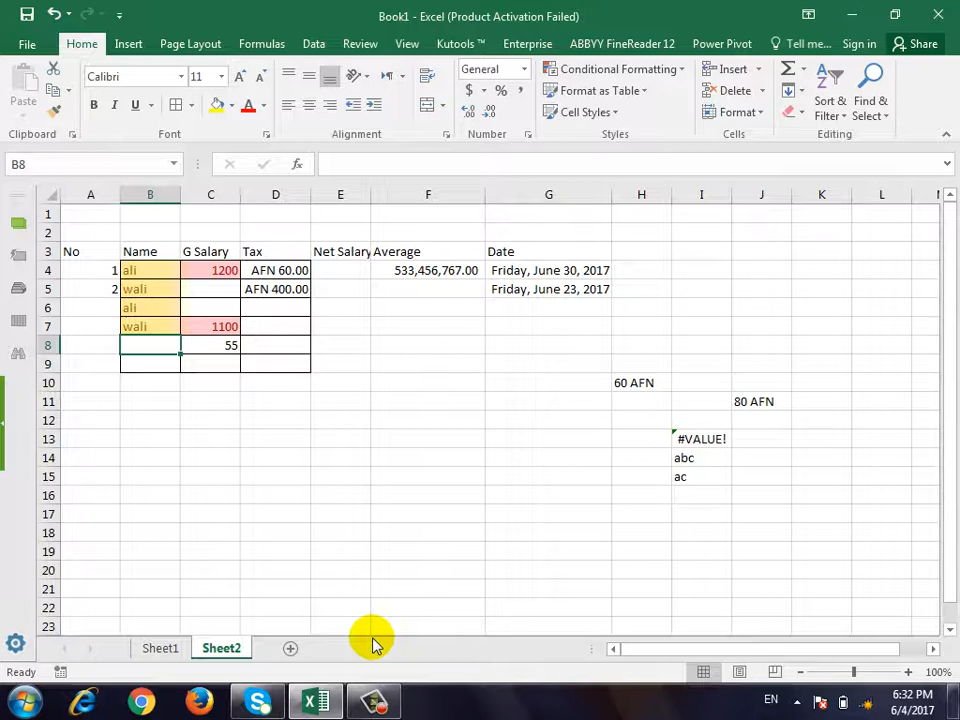 Book1 - Excel (Product Activation Failed)
File Home Insert Page Layout Formulas Data Review View Kutools ™ Enterprise ABBYY FineReader 12 Power Pivot Tell me... Sign in Share
Paste Calibri 11 General Conditional Formatting Insert
B I U $ % , Format as Table Delete Sort & Find &
Cell Styles Format Filter Select
Clipboard Font Alignment Number Styles Cells Editing
B8 fx
A B C D E F G H I J K L
1
2
3 No Name G Salary Tax Net Salary Average Date
4 1 ali 1200 AFN 60.00 533,456,767.00 Friday, June 30, 2017
5 2 wali AFN 400.00 Friday, June 23, 2017
6 ali
7 wali 1100
8 55
9
10 60 AFN
11 80 AFN
12
13 #VALUE!
14 abc
15 ac
16
17
18
19
20
21
22
23
Sheet1 Sheet2
Ready 100%
EN 6:32 PM
6/4/2017